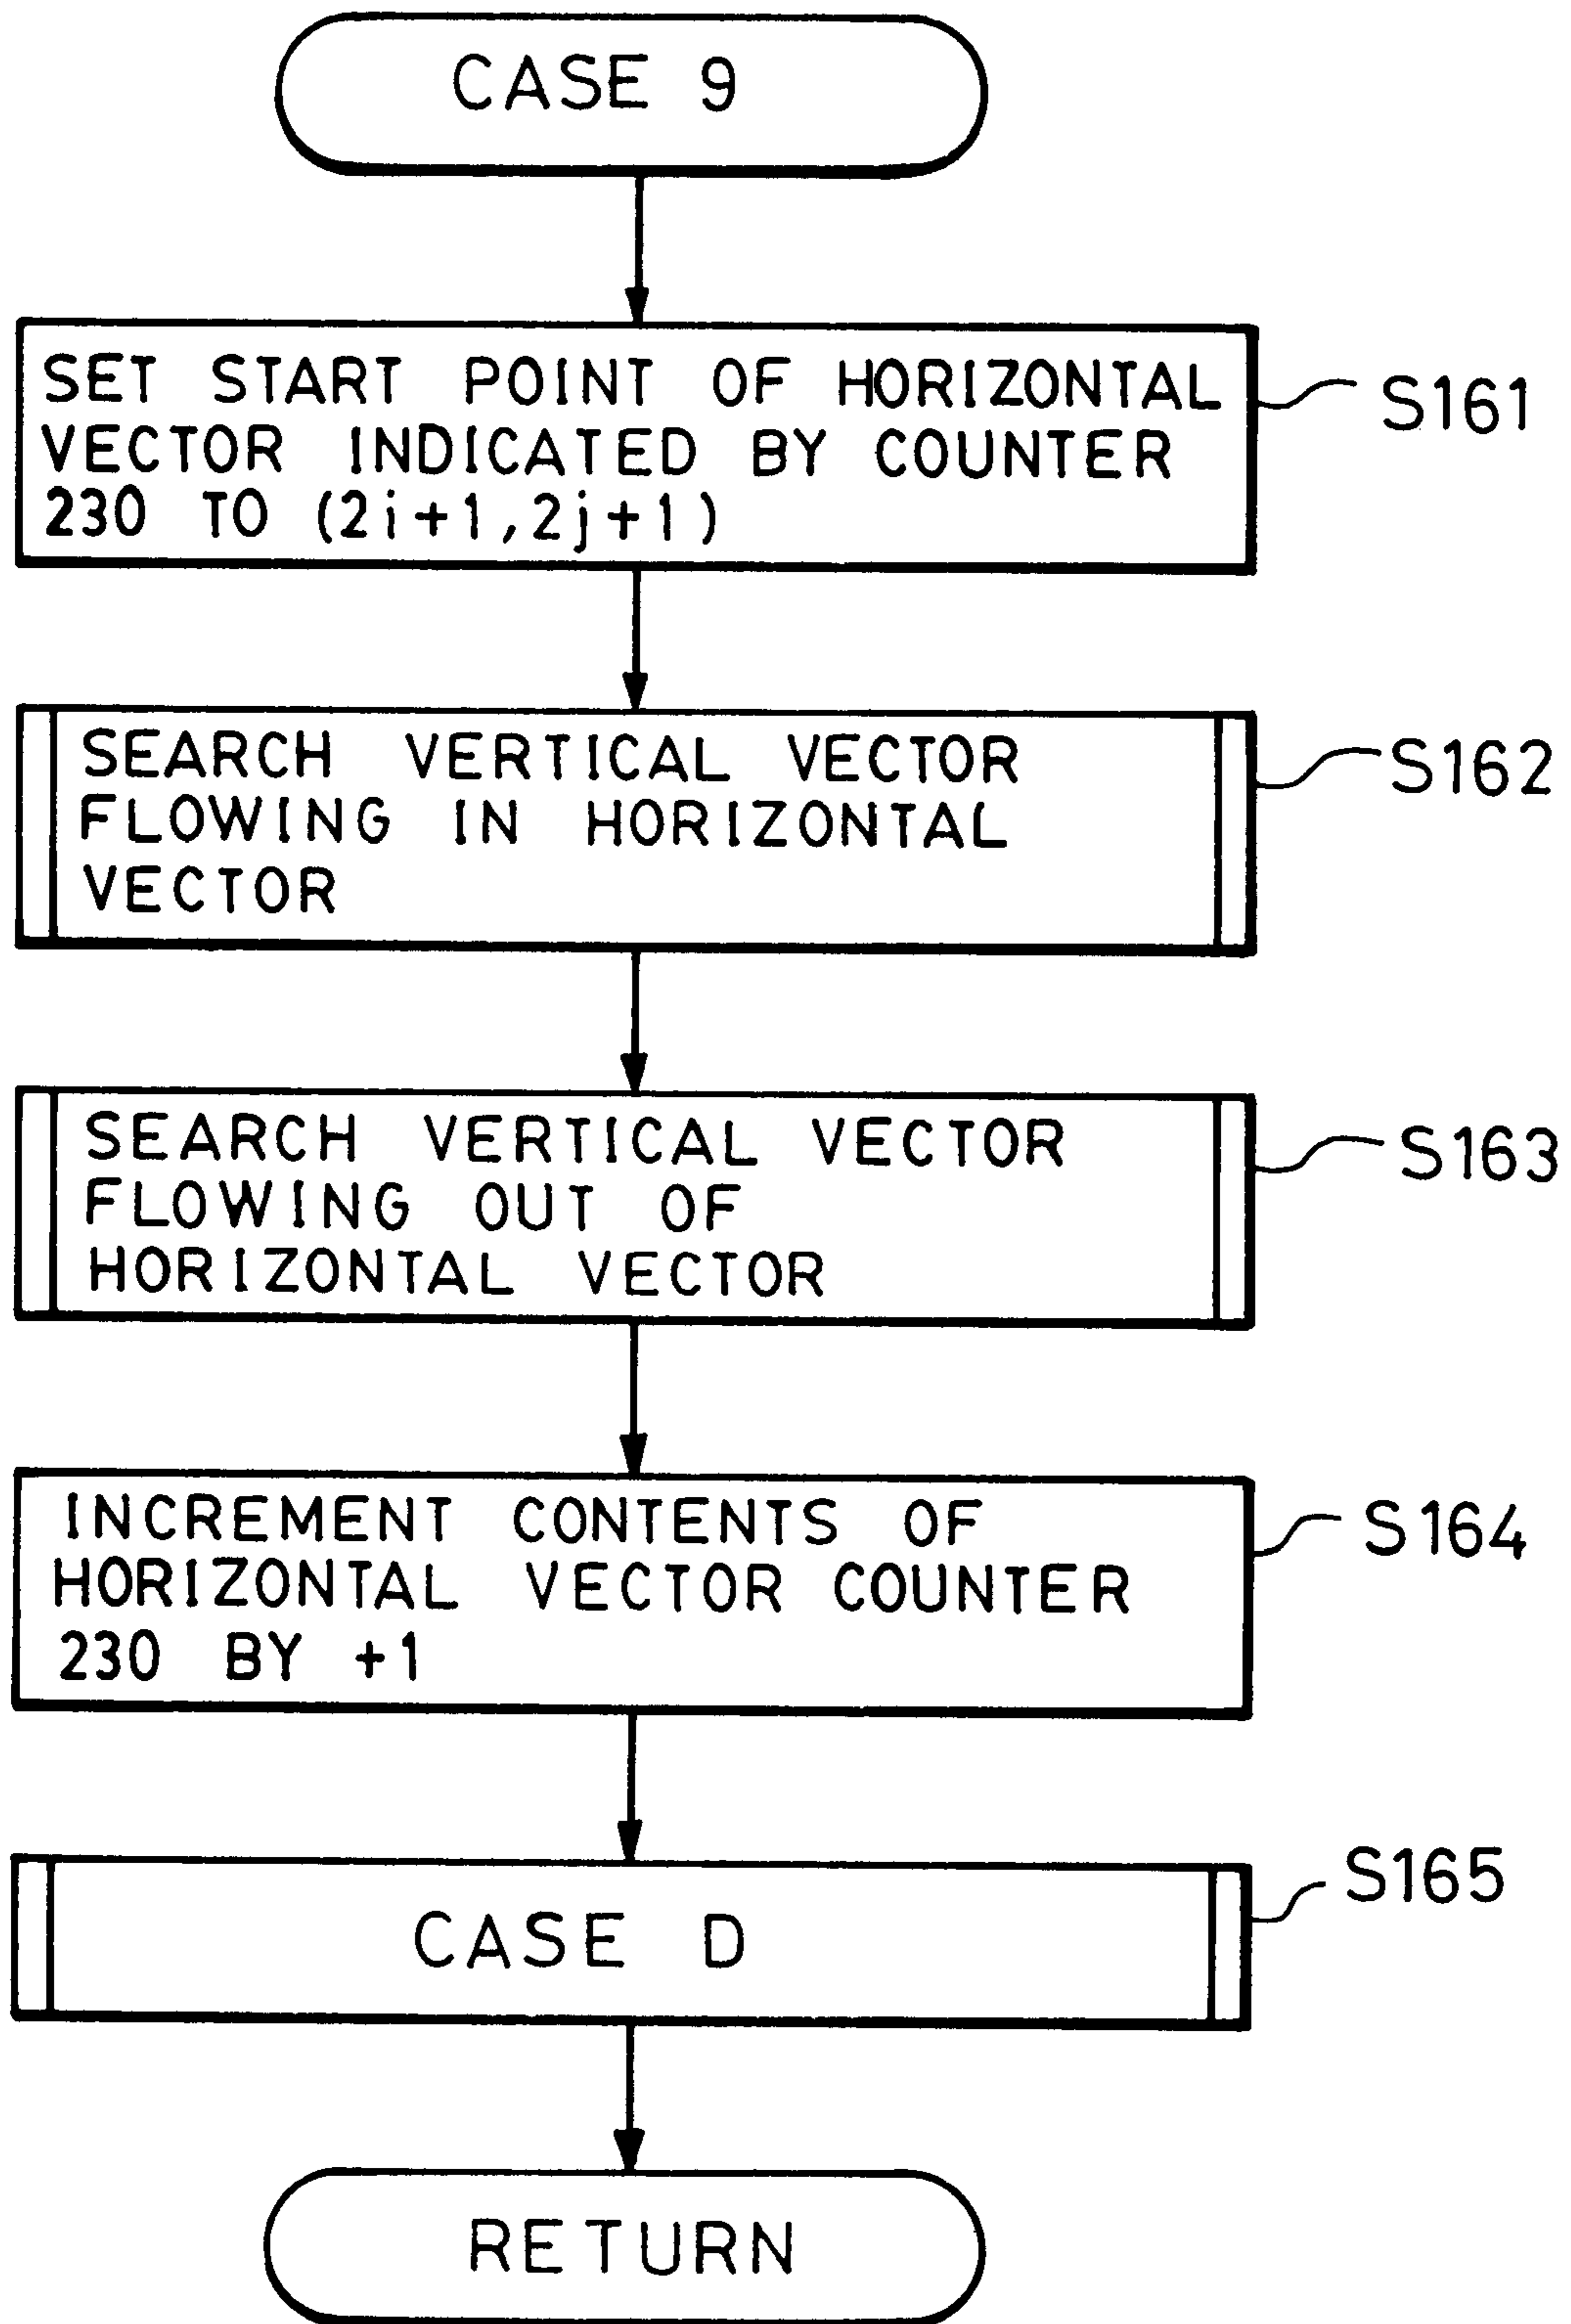 CASE 9
SET START POINT OF HORIZONTAL
VECTOR INDICATED BY COUNTER
230 TO (2i+1,2j+1)
S161
SEARCH VERTICAL VECTOR
FLOWING IN HORIZONTAL
VECTOR
S162
SEARCH VERTICAL VECTOR
FLOWING OUT OF
HORIZONTAL VECTOR
S163
INCREMENT CONTENTS OF
HORIZONTAL VECTOR COUNTER
230 BY +1
S164
CASE D
S165
RETURN